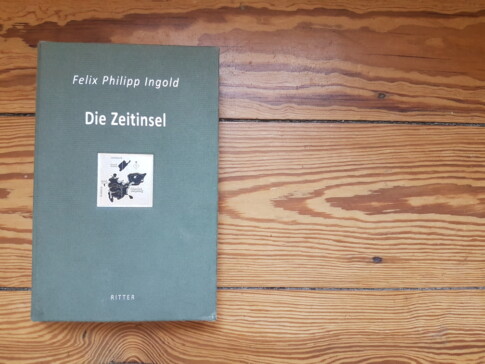 Felix Philipp Ingold
Die Zeitinsel
RITTER